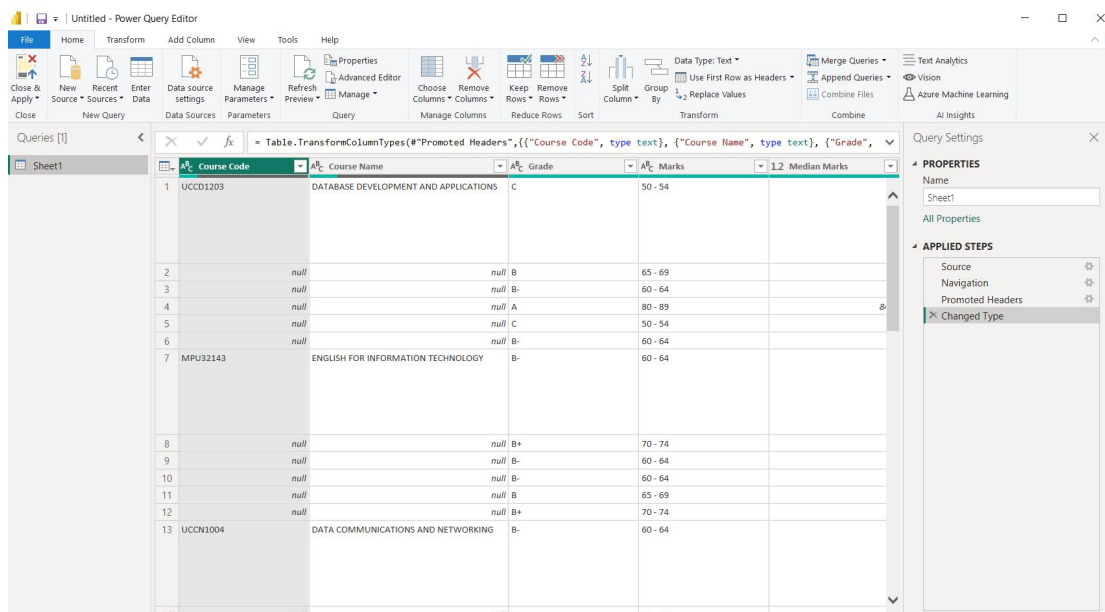 Untitled - Power Query Editor
File Home Transform Add Column View Tools Help
Close & Apply
New Source
Recent Sources
Enter Data
Data source settings
Manage Parameters
Refresh Preview
Properties
Advanced Editor
Manage
Choose Columns
Remove Columns
Keep Rows
Remove Rows
Split Column
Group By
Data Type: Text
Use First Row as Headers
Replace Values
Merge Queries
Append Queries
Combine Files
Text Analytics
Vision
Azure Machine Learning
Close New Query Data Sources Parameters Query Manage Columns Reduce Rows Sort Transform Combine AI Insights
Queries [1]
Sheet1
fx = Table.TransformColumnTypes(#"Promoted Headers",{{"Course Code", type text}, {"Course Name", type text}, {"Grade",
ABC Course Code ABC Course Name ABC Grade ABC Marks 1.2 Median Marks
1 UCCD1203 DATABASE DEVELOPMENT AND APPLICATIONS C 50 - 54
2 null null B 65 - 69
3 null null B- 60 - 64
4 null null A 80 - 89
5 null null C 50 - 54
6 null null B- 60 - 64
7 MPU32143 ENGLISH FOR INFORMATION TECHNOLOGY B- 60 - 64
8 null null B+ 70 - 74
9 null null B- 60 - 64
10 null null B- 60 - 64
11 null null B 65 - 69
12 null null B+ 70 - 74
13 UCCN1004 DATA COMMUNICATIONS AND NETWORKING B- 60 - 64
Query Settings
PROPERTIES
Name
Sheet1
All Properties
APPLIED STEPS
Source
Navigation
Promoted Headers
Changed Type